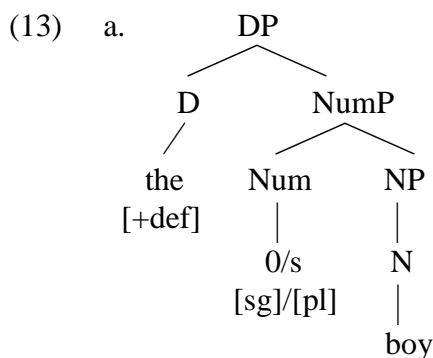 (13) a. DP
D NumP
the Num NP
[+def] 0/s N
[sg]/[pl]
boy